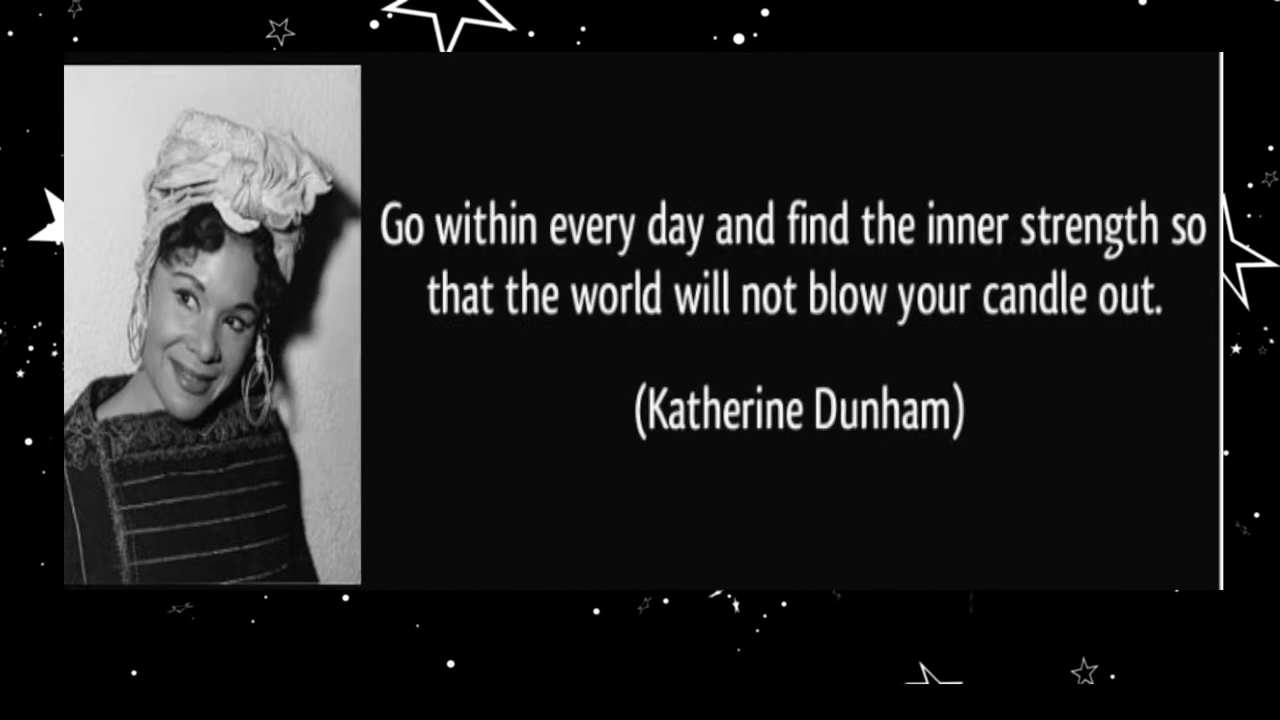 Go within every day and find the inner strength so
that the world will not blow your candle out.
(Katherine Dunham)